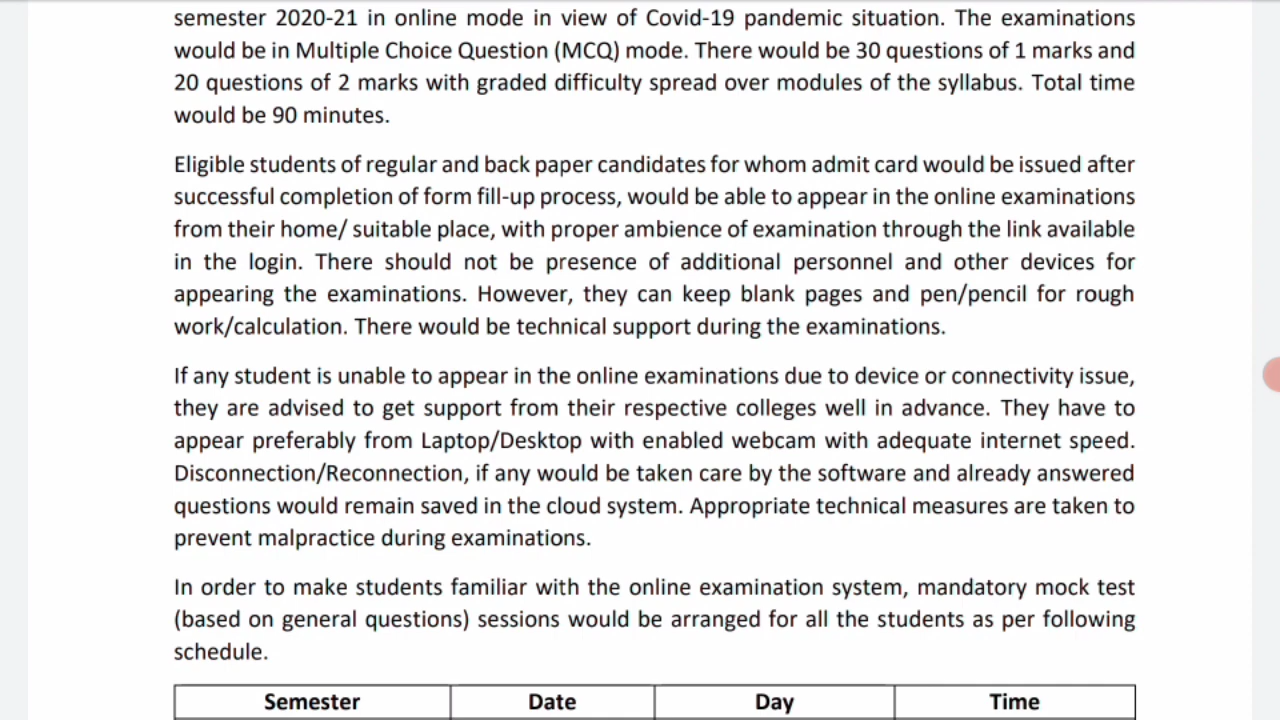 semester 2020-21 in online mode in view of Covid-19 pandemic situation. The examinations
would be in Multiple Choice Question (MCQ) mode. There would be 30 questions of 1 marks and
20 questions of 2 marks with graded difficulty spread over modules of the syllabus. Total time
would be 90 minutes.
Eligible students of regular and back paper candidates for whom admit card would be issued after
successful completion of form fill-up process, would be able to appear in the online examinations
from their home/ suitable place, with proper ambience of examination through the link available
in the login. There should not be presence of additional personnel and other devices for
appearing the examinations. However, they can keep blank pages and pen/pencil for rough
work/calculation. There would be technical support during the examinations.
If any student is unable to appear in the online examinations due to device or connectivity issue,
they are advised to get support from their respective colleges well in advance. They have to
appear preferably from Laptop/Desktop with enabled webcam with adequate internet speed.
Disconnection/Reconnection, if any would be taken care by the software and already answered
questions would remain saved in the cloud system. Appropriate technical measures are taken to
prevent malpractice during examinations.
In order to make students familiar with the online examination system, mandatory mock test
(based on general questions) sessions would be arranged for all the students as per following
schedule.
Semester Date Day Time